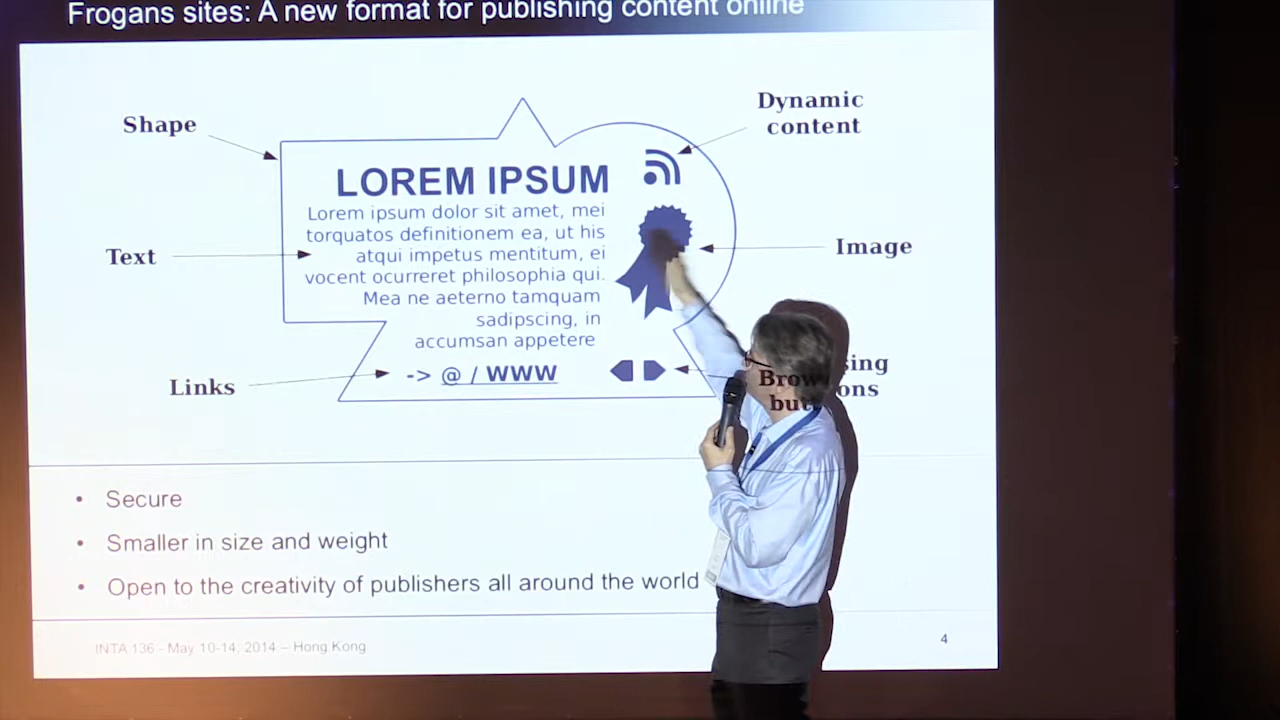 Frogans sites: A new format for publishing content online
Shape
Dynamic
content
LOREM IPSUM
Lorem ipsum dolor sit amet, mei
torquatos definitionem ea, ut his
atqui impetus mentitum, ei
vocent ocurreret philosophia qui.
Mea ne aeterno tamquam
sadipscing, in
accumsan appetere
Text
Image
Links
-> @ / WWW
Browsing
buttons
• Secure
• Smaller in size and weight
• Open to the creativity of publishers all around the world
INTA 136 - May 10-14, 2014 – Hong Kong
4